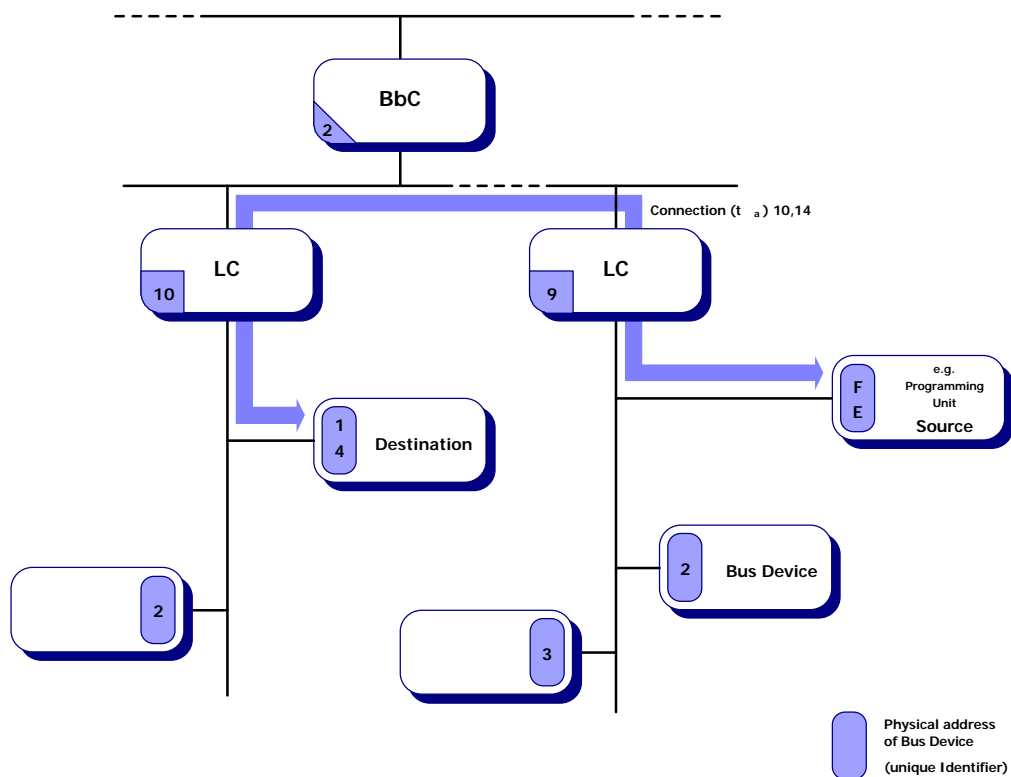 BbC
2
Connection (t a) 10,14
LC
10
LC
9
e.g.
Programming
Unit
Source
F
E
1
4
Destination
2
Bus Device
2
3
Physical address
of Bus Device
(unique Identifier)